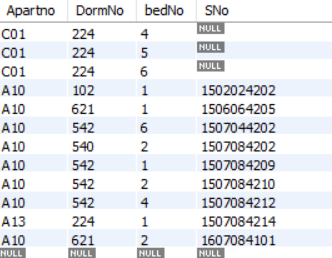 Apartno DormNo bedNo SNo
C01 224 4 NULL
C01 224 5 NULL
C01 224 6 NULL
A10 102 1 1502024202
A10 621 1 1506064205
A10 542 6 1507044202
A10 540 2 1507084202
A10 542 1 1507084209
A10 542 2 1507084210
A10 542 4 1507084212
A13 224 1 1507084214
A10 621 2 1607084101
NULL NULL NULL NULL